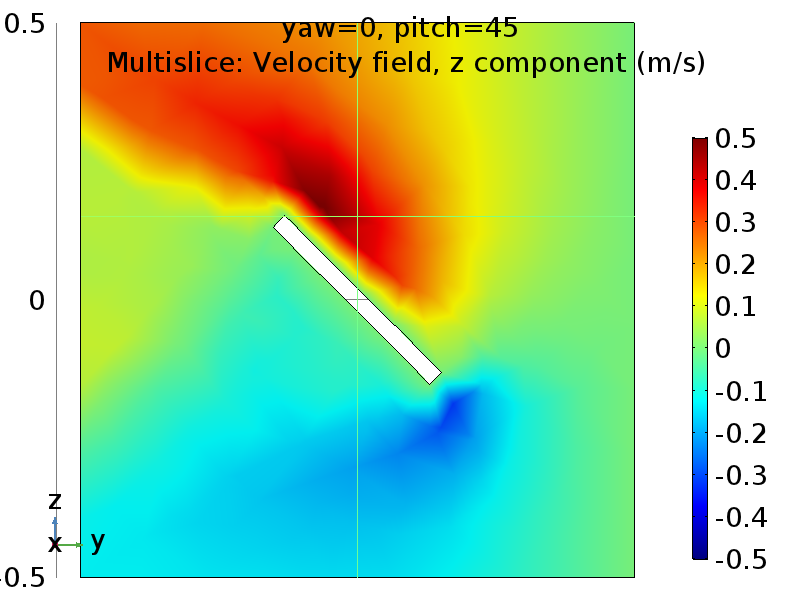 yaw=0, pitch=45
Multislice: Velocity field, z component (m/s)
0.5
0
-0.5
z
x
y
0.5
0.4
0.3
0.2
0.1
0
-0.1
-0.2
-0.3
-0.4
-0.5